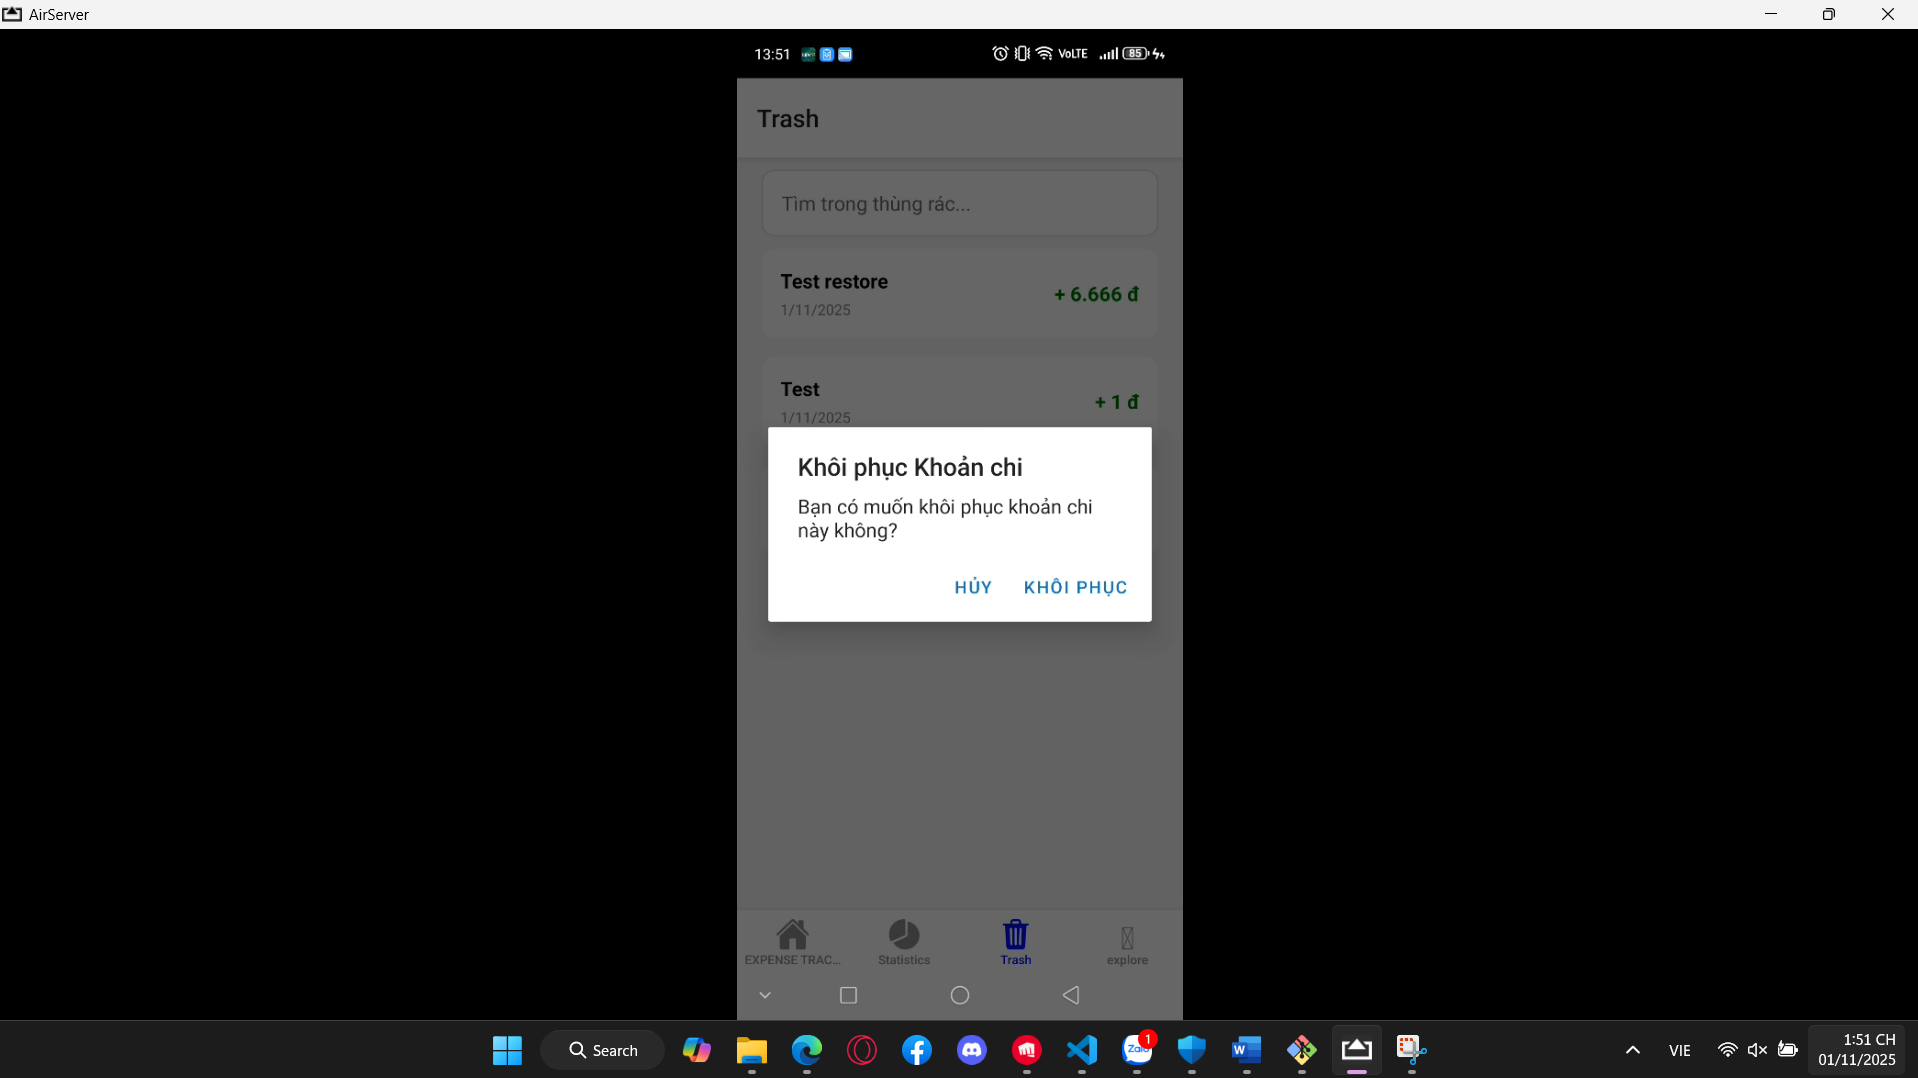 AirServer
13:51
VoLTE
85
Trash
Tìm trong thùng rác...
Test restore
+ 6.666 đ
1/11/2025
Test
+ 1 đ
1/11/2025
Khôi phục Khoản chi
Bạn có muốn khôi phục khoản chi
này không?
HỦY
KHÔI PHỤC
EXPENSE TRAC...
Statistics
Trash
explore
Search
Zalo
1
W
VIE
1:51 CH
01/11/2025